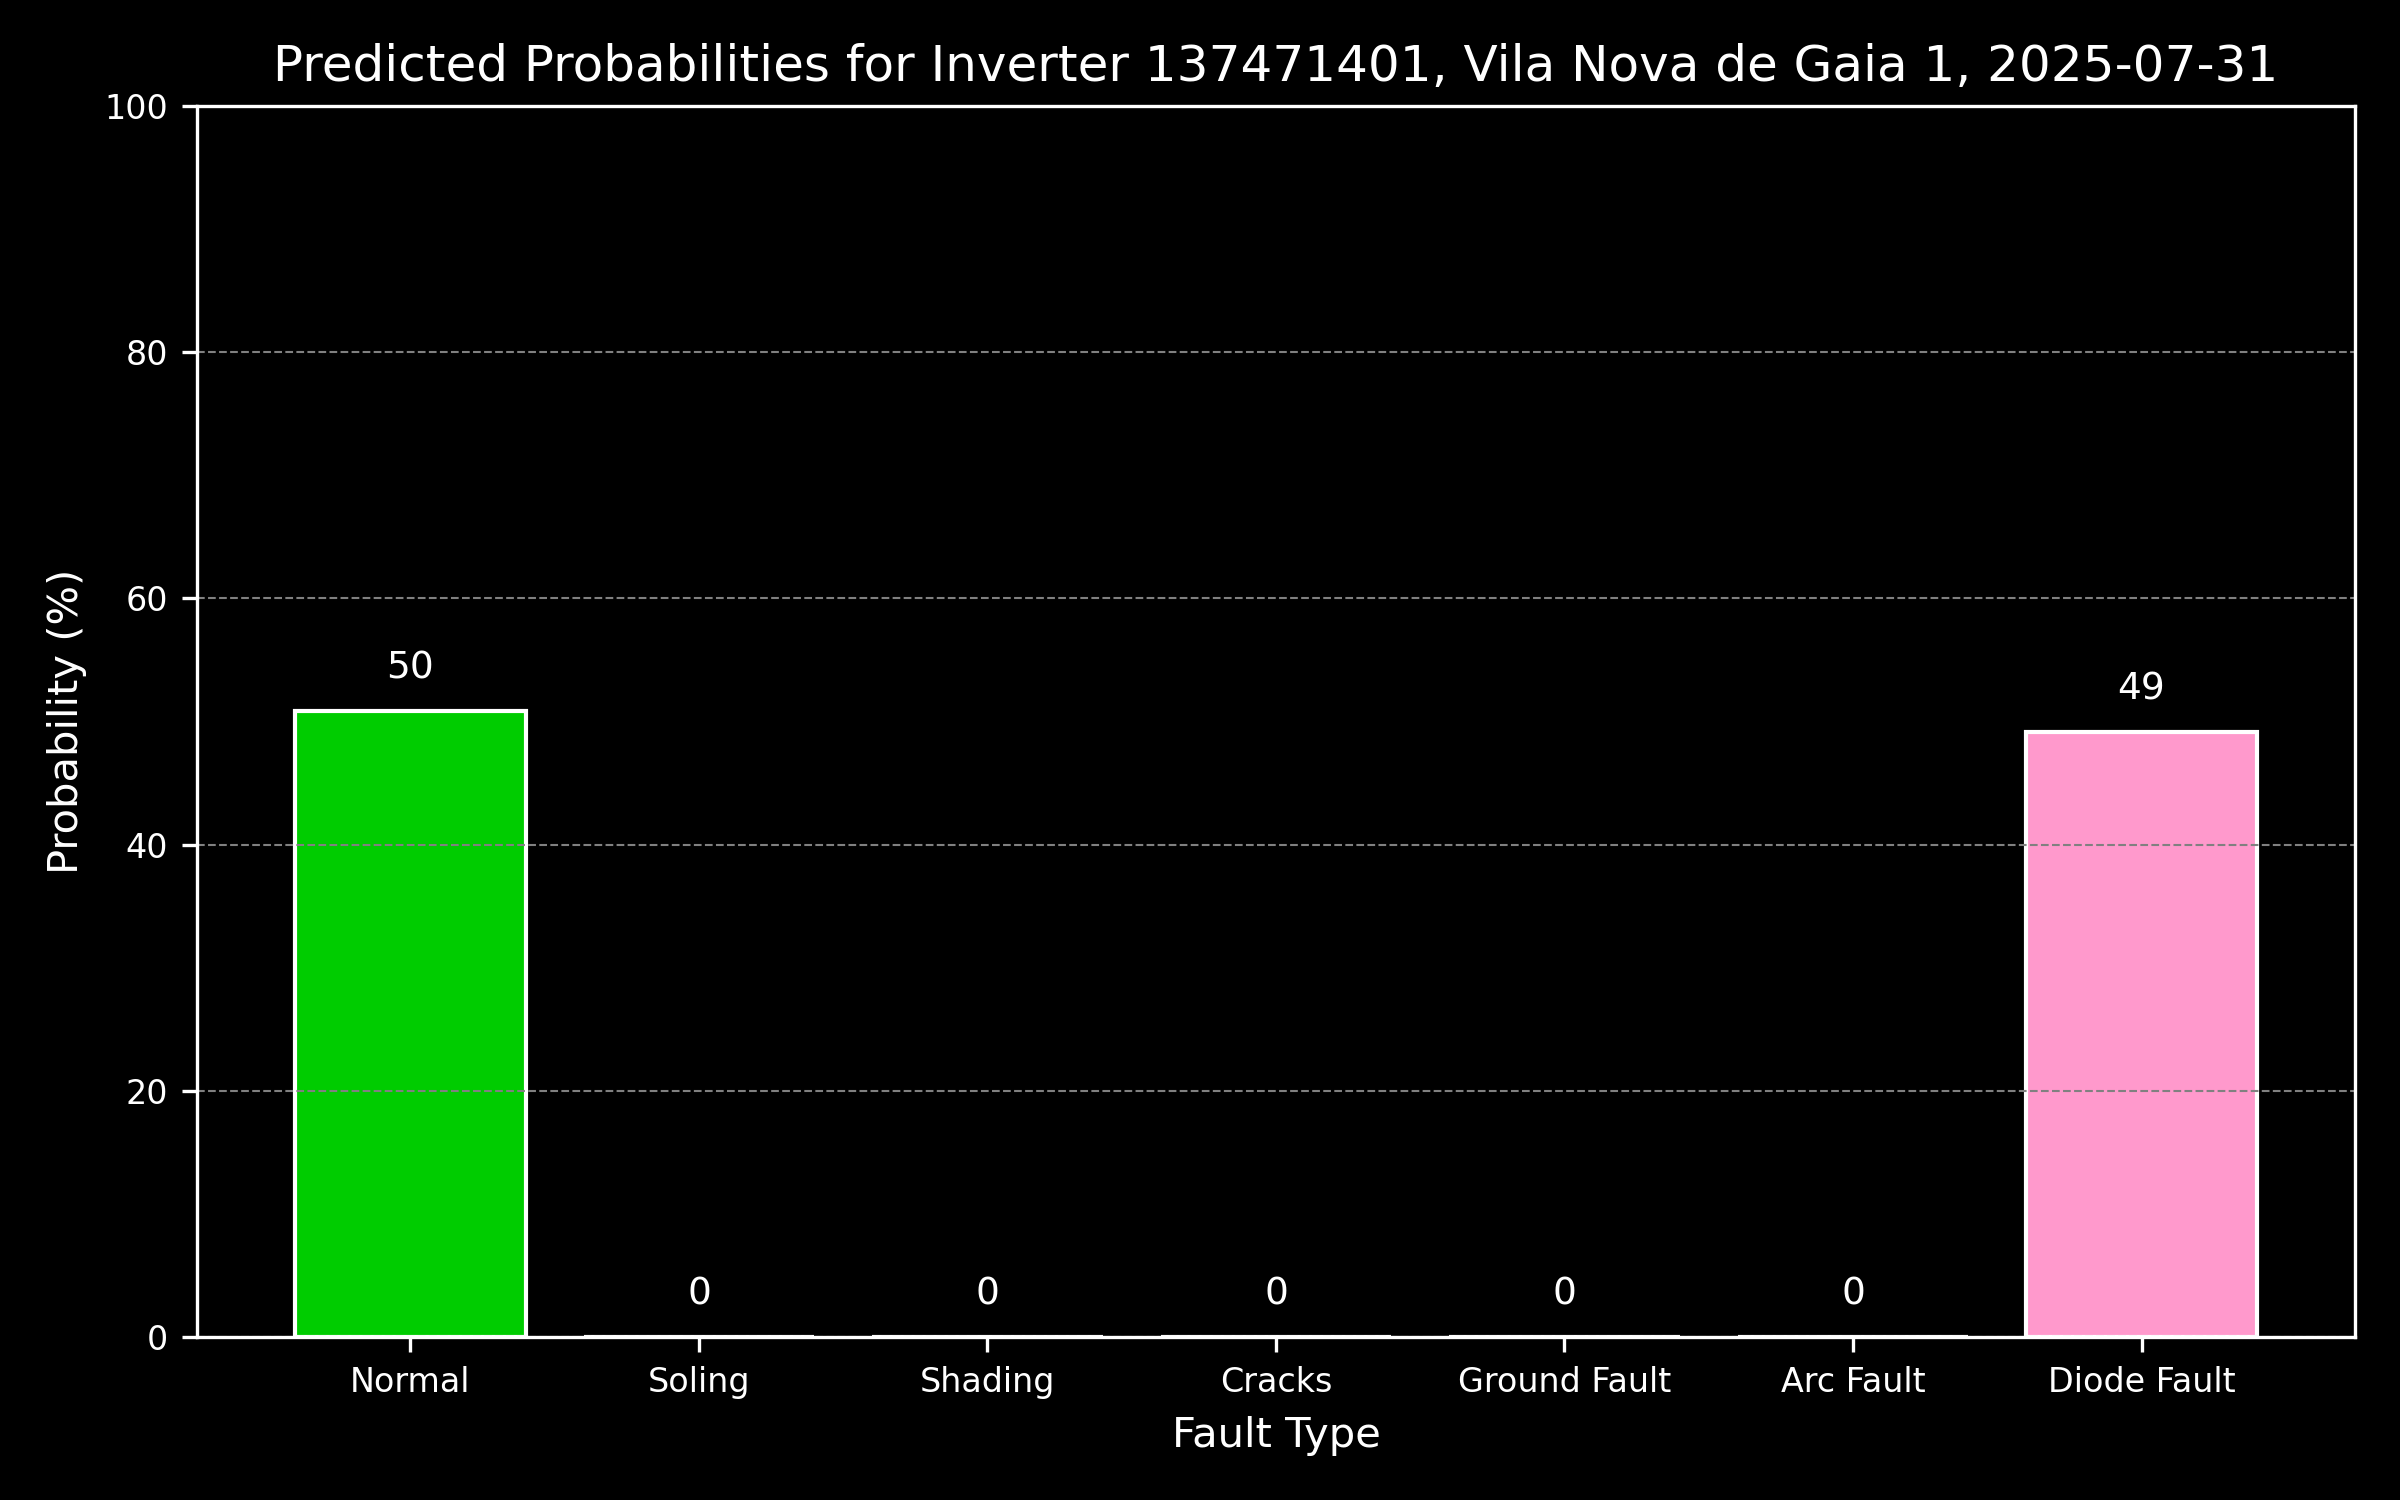 Predicted Probabilities for Inverter 137471401, Vila Nova de Gaia 1, 2025-07-31
100
80
60
40
20
0
Probability (%)
50
0
0
0
0
0
49
Normal
Soling
Shading
Cracks
Ground Fault
Arc Fault
Diode Fault
Fault Type